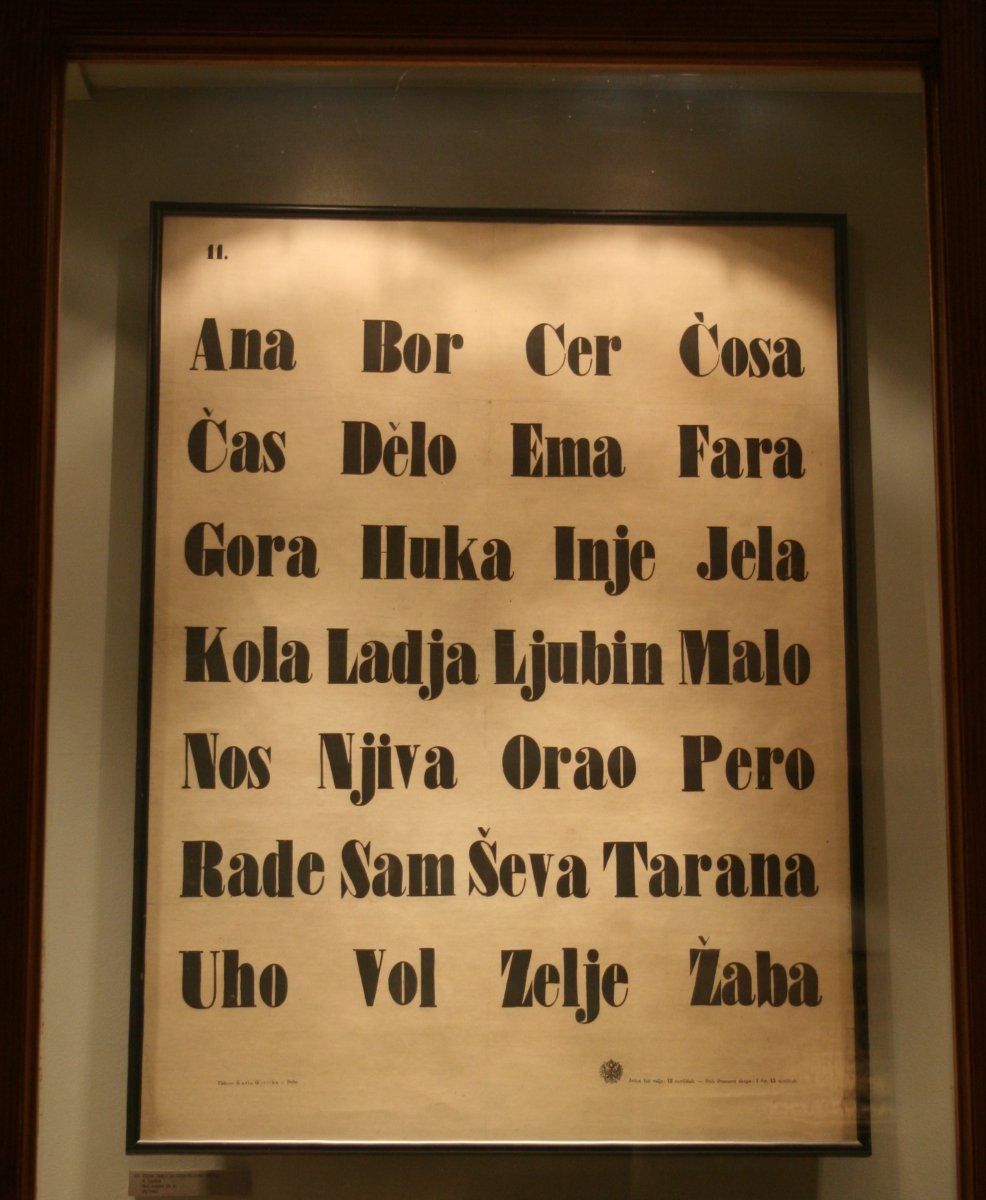 11.
Ana Bor Cer Ċ̀osa
Čas Dělo Ema Fara
Gora Huka Inje Jela
Kola Ladja Ljubin Malo
Nos Njiva Orao Pero
Rade Sam Ševa Tarana
Uho Vol Zelje Žaba